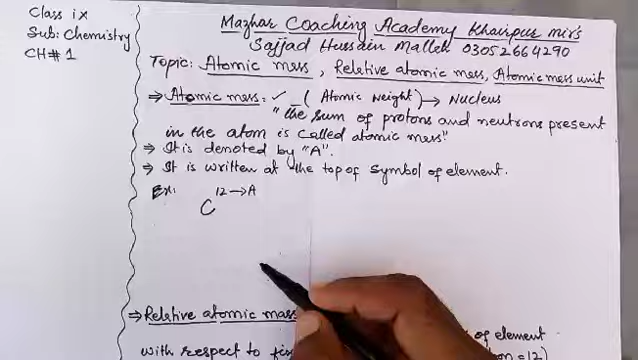 Class ix
Sub: Chemistry
CH# 1
Mazhar Coaching Academy Khairpur mir's
Sajjad Hussain Mallah 03052664290
Topic: Atomic mass, Relative atomic mass, Atomic mass unit
⇒ Atomic mass:- ✓ (Atomic weight) → Nucleus
"the sum of protons and neutrons present
in the atom is called atomic mass"
⇒ It is denoted by "A".
⇒ It is written at the top of symbol of element.
Ex: C 12 → A
⇒ Relative atomic mass
of element
with respect to
= 12)